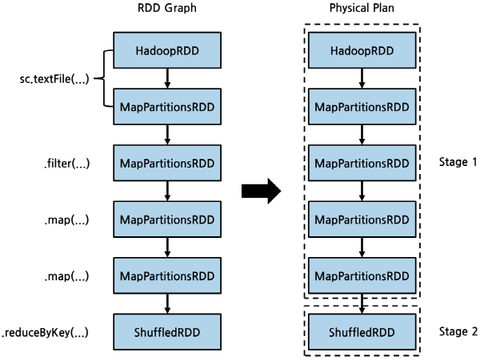 RDD Graph
Physical Plan
sc.textFile(...)
HadoopRDD
MapPartitionsRDD
.filter(...)
MapPartitionsRDD
.map(...)
MapPartitionsRDD
.map(...)
MapPartitionsRDD
.reduceByKey(...)
ShuffledRDD
HadoopRDD
MapPartitionsRDD
MapPartitionsRDD
MapPartitionsRDD
MapPartitionsRDD
Stage 1
ShuffledRDD
Stage 2